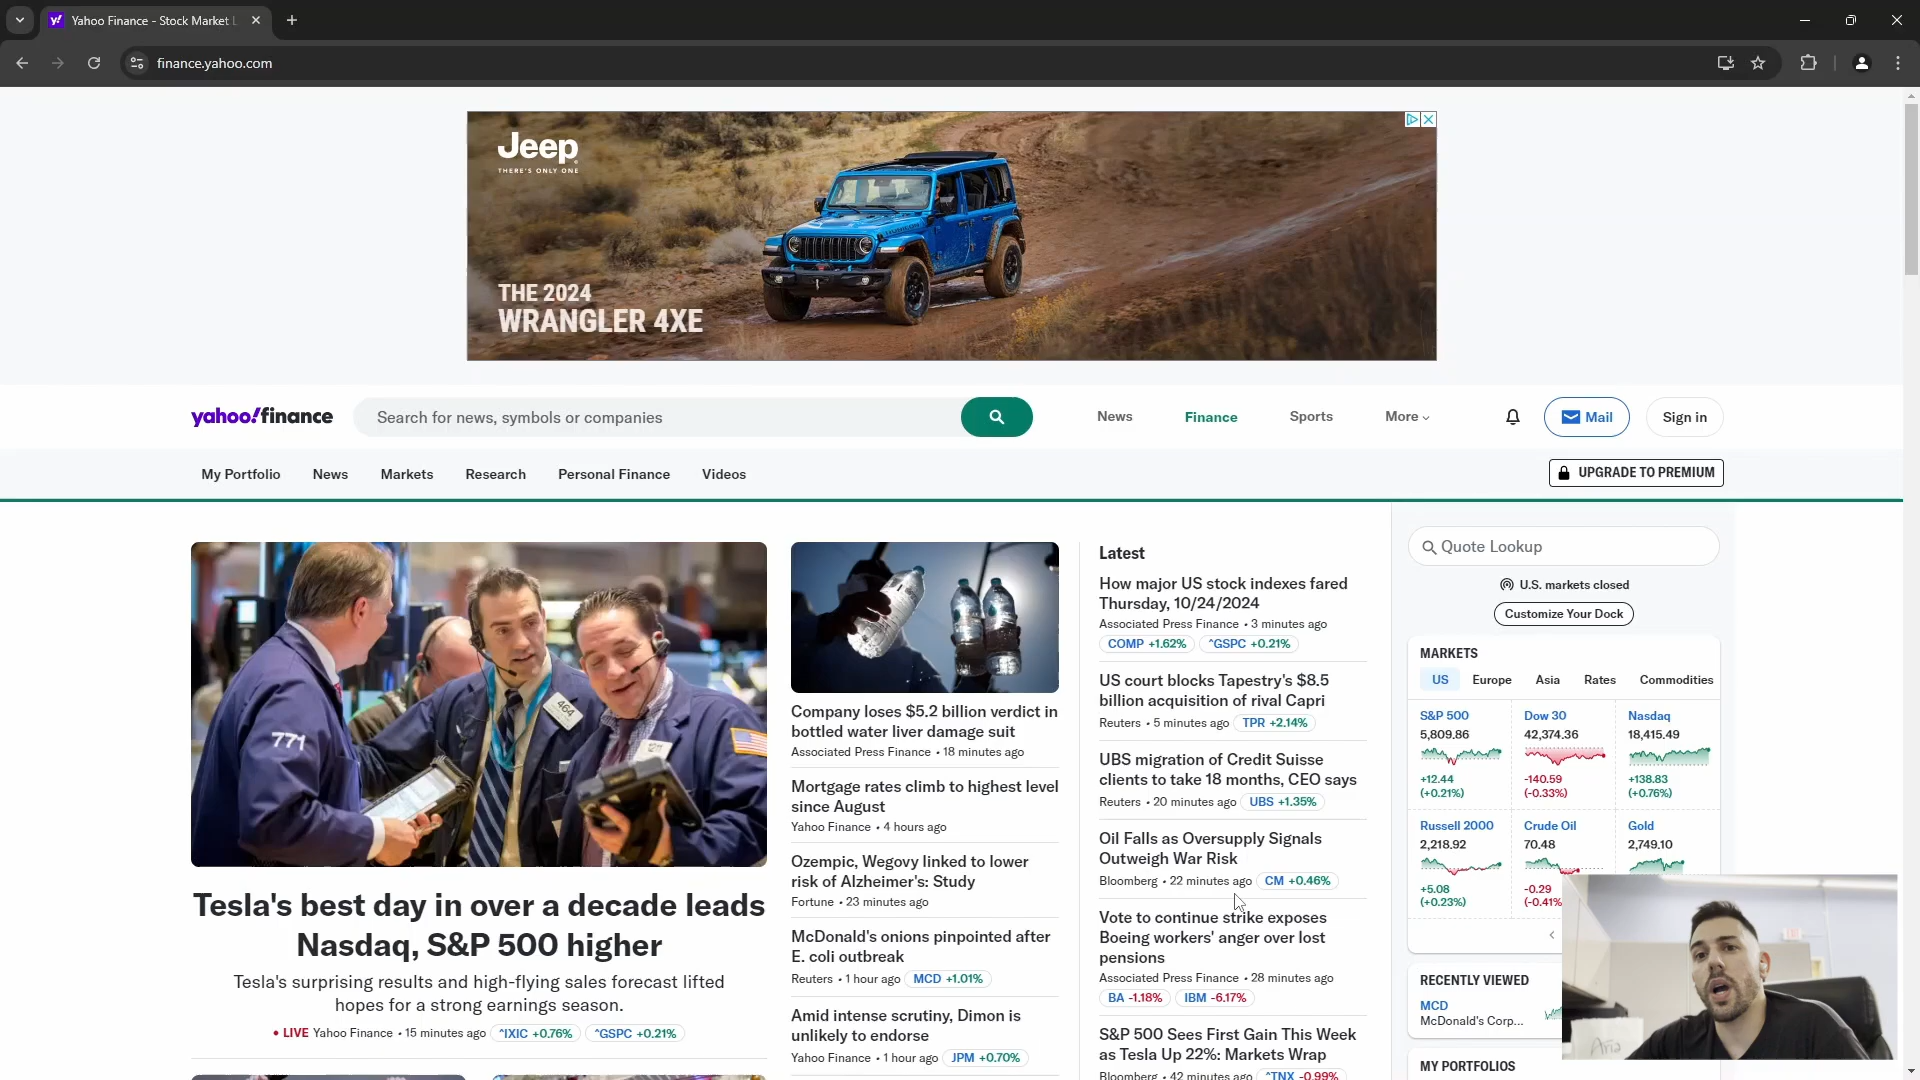 Yahoo Finance - Stock Market L
finance.yahoo.com
Jeep
THERE'S ONLY ONE
THE 2024
WRANGLER 4XE
yahoo!finance
Search for news, symbols or companies
News
Finance
Sports
More
Mail
Sign in
My Portfolio
News
Markets
Research
Personal Finance
Videos
UPGRADE TO PREMIUM
771
464
Tesla's best day in over a decade leads
Nasdaq, S&P 500 higher
Tesla's surprising results and high-flying sales forecast lifted
hopes for a strong earnings season.
• LIVE Yahoo Finance • 15 minutes ago ^IXIC +0.76% ^GSPC +0.21%
Company loses $5.2 billion verdict in
bottled water liver damage suit
Associated Press Finance • 18 minutes ago
Mortgage rates climb to highest level
since August
Yahoo Finance • 4 hours ago
Ozempic, Wegovy linked to lower
risk of Alzheimer's: Study
Fortune • 23 minutes ago
McDonald's onions pinpointed after
E. coli outbreak
Reuters • 1 hour ago MCD +1.01%
Amid intense scrutiny, Dimon is
unlikely to endorse
Yahoo Finance • 1 hour ago JPM +0.70%
Latest
How major US stock indexes fared
Thursday, 10/24/2024
Associated Press Finance • 3 minutes ago
COMP +1.62% ^GSPC +0.21%
US court blocks Tapestry's $8.5
billion acquisition of rival Capri
Reuters • 5 minutes ago TPR +2.14%
UBS migration of Credit Suisse
clients to take 18 months, CEO says
Reuters • 20 minutes ago UBS +1.35%
Oil Falls as Oversupply Signals
Outweigh War Risk
Bloomberg • 22 minutes ago CM +0.46%
Vote to continue strike exposes
Boeing workers' anger over lost
pensions
Associated Press Finance • 28 minutes ago
BA -1.18% IBM -6.17%
S&P 500 Sees First Gain This Week
as Tesla Up 22%: Markets Wrap
Bloomberg • 42 minutes ago ^TNX -0.99%
Quote Lookup
U.S. markets closed
Customize Your Dock
MARKETS
US Europe Asia Rates Commodities
S&P 500 Dow 30 Nasdaq
5,809.86 42,374.36 18,415.49
+12.44 -140.59 +138.83
(+0.21%) (-0.33%) (+0.76%)
Russell 2000 Crude Oil Gold
2,218.92 70.48 2,749.10
+5.08 -0.29
(+0.23%) (-0.41%
RECENTLY VIEWED
MCD
McDonald's Corp...
MY PORTFOLIOS
Aria